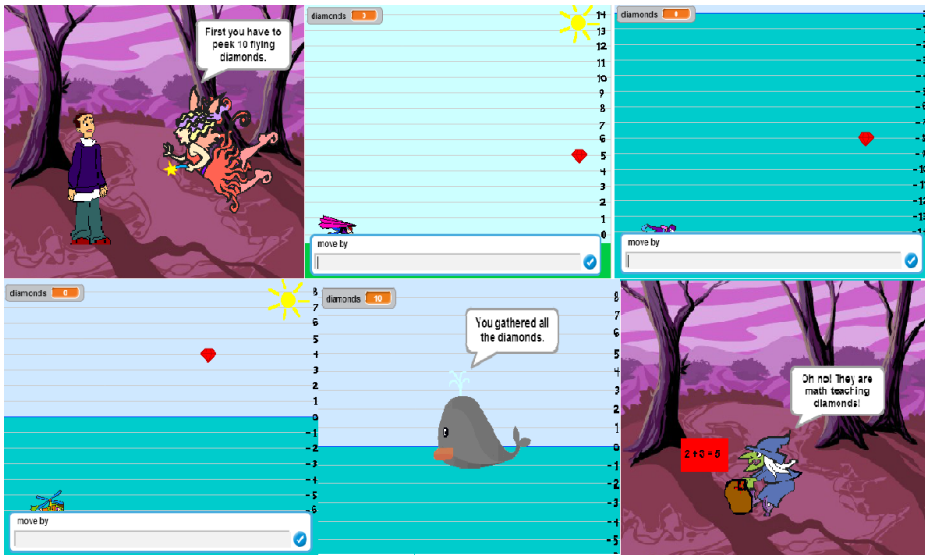 First you have to
peek 10 flying
diamonds.
diamonds 3
14
13
12
11
10
9
8
7
6
5
4
3
2
1
0
move by
diamonds
move by
diamonds 0
8
7
6
5
4
3
2
1
0
-1
-2
-3
-4
-5
-6
move by
diamonds 10
You gathered all
the diamonds.
8
7
6
5
4
3
2
1
0
-1
-2
-3
-4
-5
Oh no! They are
math teaching
diamonds!